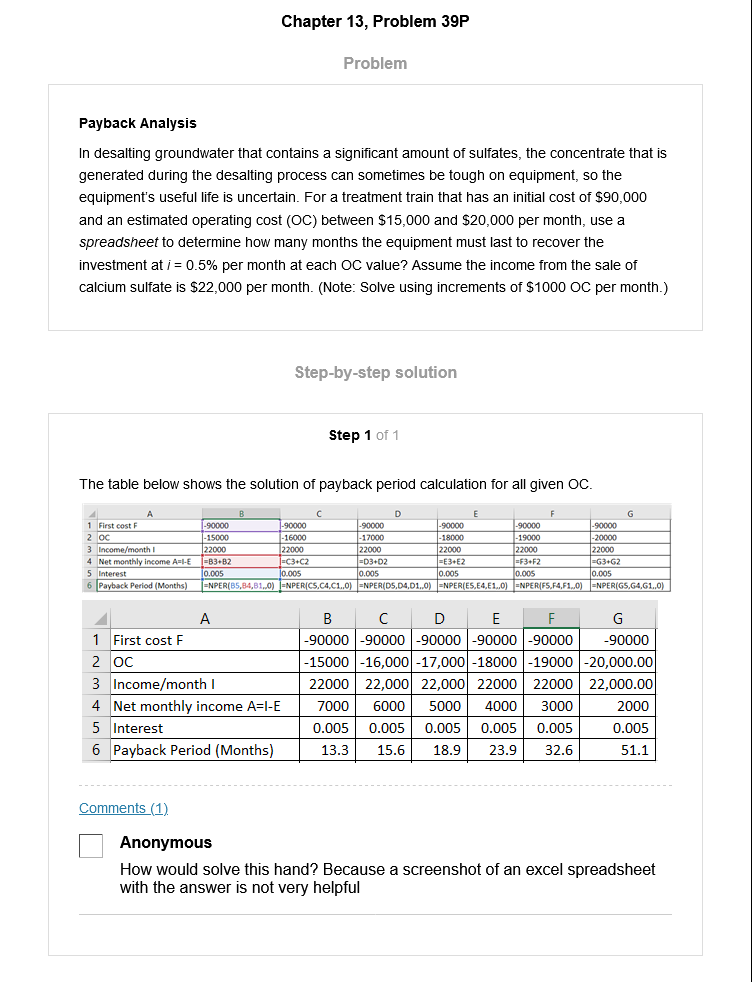 Chapter 13, Problem 39P
Problem
Payback Analysis
In desalting groundwater that contains a significant amount of sulfates, the concentrate that is
generated during the desalting process can sometimes be tough on equipment, so the
equipment's useful life is uncertain. For a treatment train that has an initial cost of $90,000
and an estimated operating cost (OC) between $15,000 and $20,000 per month, use a
spreadsheet to determine how many months the equipment must last to recover the
investment at i = 0.5% per month at each OC value? Assume the income from the sale of
calcium sulfate is $22,000 per month. (Note: Solve using increments of $1000 OC per month.)
Step-by-step solution
Step 1 of 1
The table below shows the solution of payback period calculation for all given OC.
A B C D E F G
1 First cost F -90000 -90000 -90000 -90000 -90000 -90000
2 OC -15000 -16000 -17000 -18000 -19000 -20000
3 Income/month I 22000 22000 22000 22000 22000 22000
4 Net monthly income A=I-E =B3+B2 =C3+C2 =D3+D2 =E3+E2 =F3+F2 =G3+G2
5 Interest 0.005 0.005 0.005 0.005 0.005 0.005
6 Payback Period (Months) =NPER(B5,B4,B1,,0) =NPER(C5,C4,C1,,0) =NPER(D5,D4,D1,,0) =NPER(E5,E4,E1,,0) =NPER(F5,F4,F1,,0) =NPER(G5,G4,G1,,0)
A B C D E F G
1 First cost F -90000 -90000 -90000 -90000 -90000 -90000
2 OC -15000 -16,000 -17,000 -18000 -19000 -20,000.00
3 Income/month I 22000 22,000 22,000 22000 22000 22,000.00
4 Net monthly income A=I-E 7000 6000 5000 4000 3000 2000
5 Interest 0.005 0.005 0.005 0.005 0.005 0.005
6 Payback Period (Months) 13.3 15.6 18.9 23.9 32.6 51.1
Comments (1)
Anonymous
How would solve this hand? Because a screenshot of an excel spreadsheet
with the answer is not very helpful